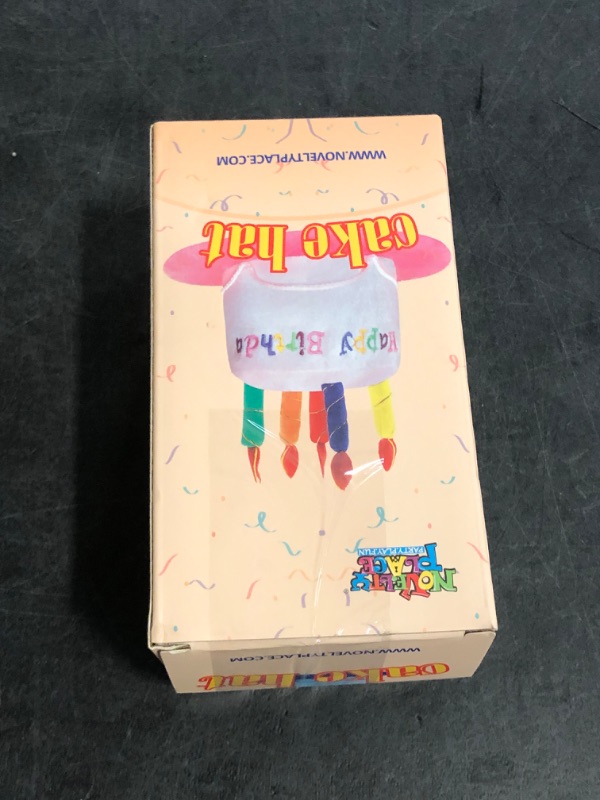 NOVELTY
PLACE
PARTY PLAY FUN
Happy Birthda
cake hat
WWW.NOVELTYPLACE.COM
cake hat
WWW.NOVELTYPLACE.COM